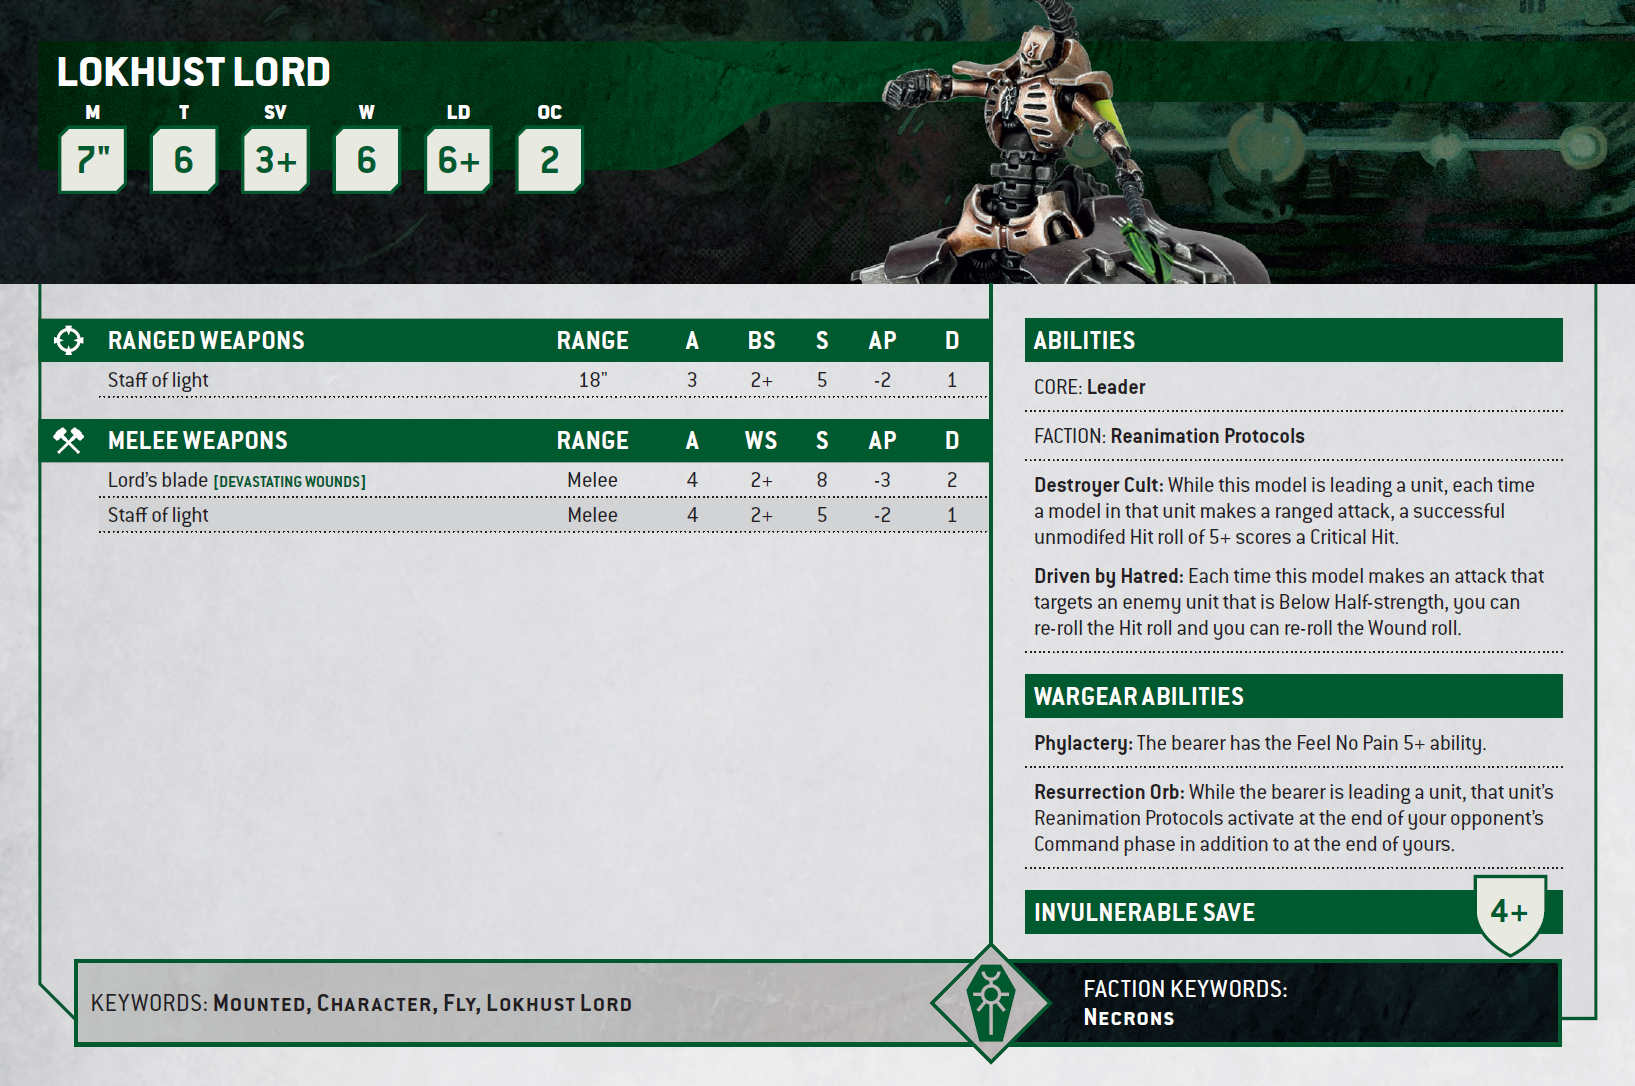 LOKHUST LORD
M T SV W LD OC
7" 6 3+ 6 6+ 2
RANGED WEAPONS RANGE A BS S AP D
Staff of light 18" 3 2+ 5 -2 1
MELEE WEAPONS RANGE A WS S AP D
Lord's blade [DEVASTATING WOUNDS] Melee 4 2+ 8 -3 2
Staff of light Melee 4 2+ 5 -2 1
ABILITIES
CORE: Leader
FACTION: Reanimation Protocols
Destroyer Cult: While this model is leading a unit, each time
a model in that unit makes a ranged attack, a successful
unmodifed Hit roll of 5+ scores a Critical Hit.
Driven by Hatred: Each time this model makes an attack that
targets an enemy unit that is Below Half-strength, you can
re-roll the Hit roll and you can re-roll the Wound roll.
WARGEAR ABILITIES
Phylactery: The bearer has the Feel No Pain 5+ ability.
Resurrection Orb: While the bearer is leading a unit, that unit's
Reanimation Protocols activate at the end of your opponent's
Command phase in addition to at the end of yours.
INVULNERABLE SAVE 4+
KEYWORDS: MOUNTED, CHARACTER, FLY, LOKHUST LORD
FACTION KEYWORDS:
NECRONS